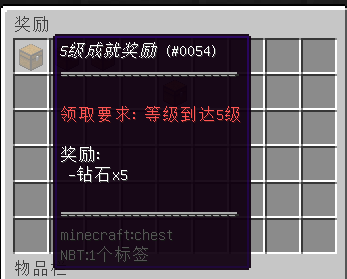 奖励
5级成就奖励 (#0054)
领取要求: 等级到达5级
奖励:
-钻石x5
minecraft:chest
NBT:1个标签
物品栏